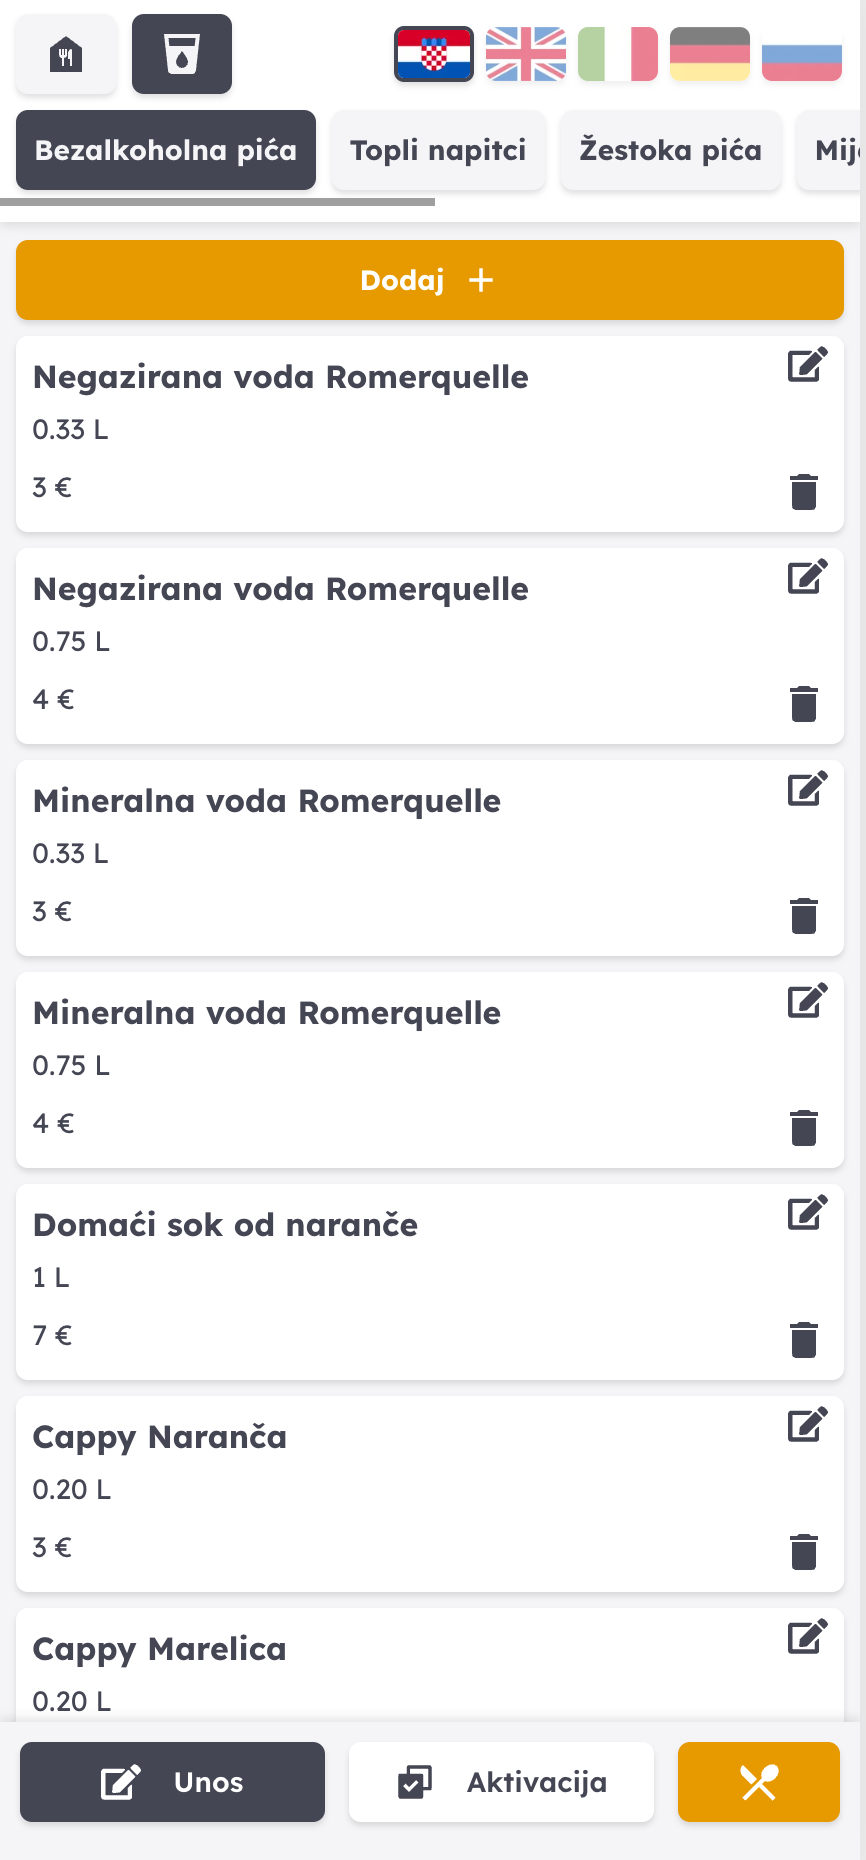 Bezalkoholna pića
Topli napitci
Žestoka pića
Dodaj +
Negazirana voda Romerquelle
0.33 L
3 €
Negazirana voda Romerquelle
0.75 L
4 €
Mineralna voda Romerquelle
0.33 L
3 €
Mineralna voda Romerquelle
0.75 L
4 €
Domaći sok od naranče
1 L
7 €
Cappy Naranča
0.20 L
3 €
Cappy Marelica
0.20 L
Unos
Aktivacija